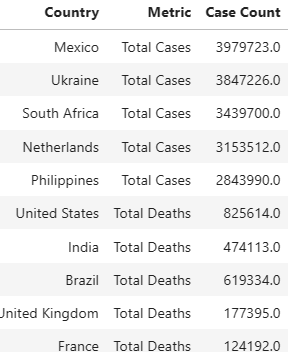 Country Metric Case Count
Mexico Total Cases 3979723.0
Ukraine Total Cases 3847226.0
South Africa Total Cases 3439700.0
Netherlands Total Cases 3153512.0
Philippines Total Cases 2843990.0
United States Total Deaths 825614.0
India Total Deaths 474113.0
Brazil Total Deaths 619334.0
United Kingdom Total Deaths 177395.0
France Total Deaths 124192.0